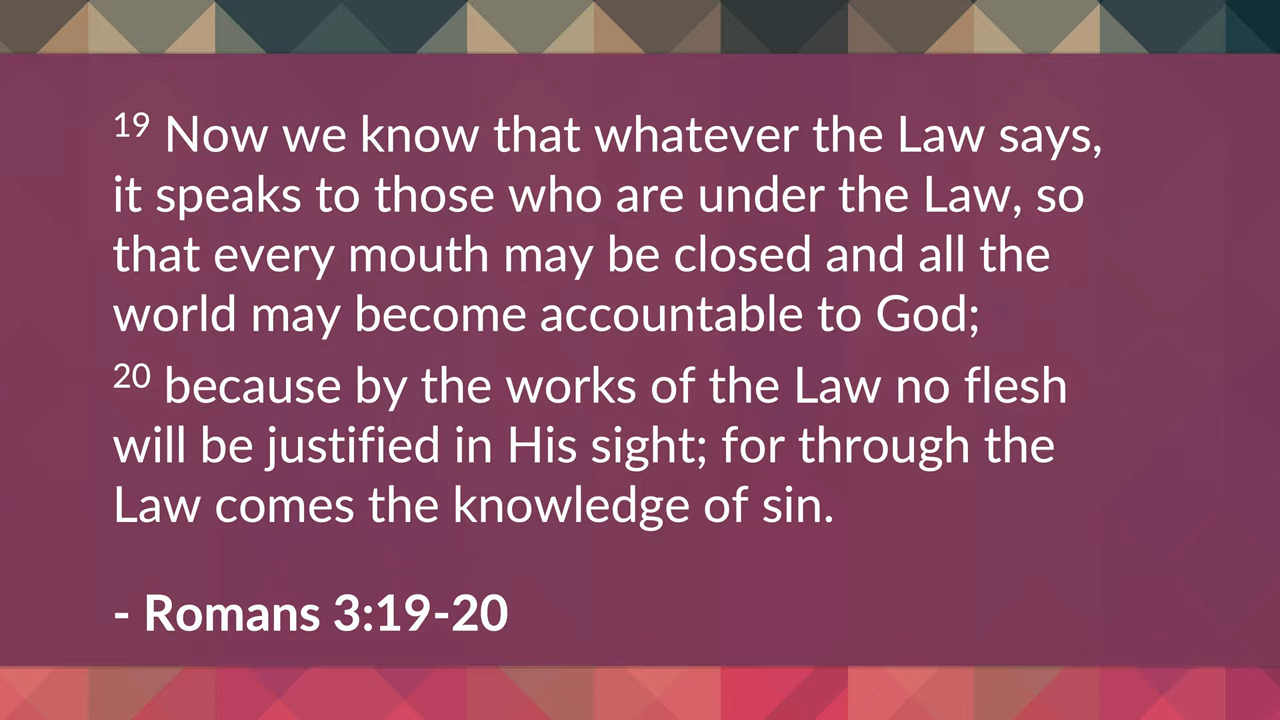 19 Now we know that whatever the Law says,
it speaks to those who are under the Law, so
that every mouth may be closed and all the
world may become accountable to God;
20 because by the works of the Law no flesh
will be justified in His sight; for through the
Law comes the knowledge of sin.
- Romans 3:19-20